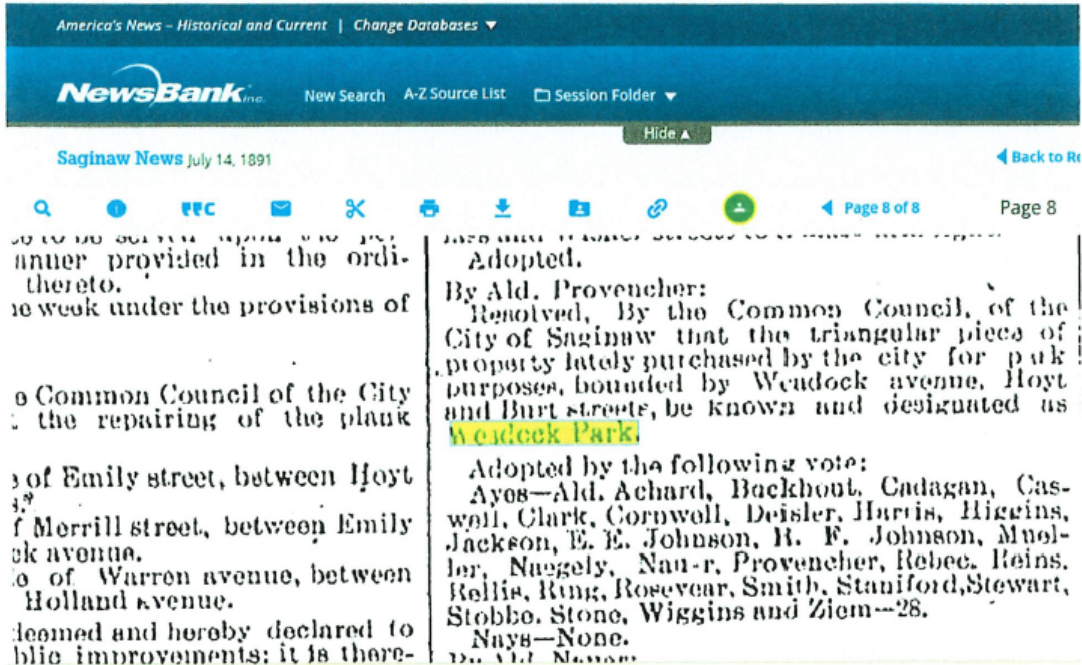 America's News – Historical and Current | Change Databases
NewsBank inc. New Search A-Z Source List Session Folder
Hide
Saginaw News July 14, 1891
Back to Re
Page 8 of 8
Page 8
anner provided in the ordi-
thereto.
e week under the provisions of
o Common Council of the City
the repairing of the plank
of Emily street, between Hoyt
f Merrill street, between Emily
ck avenue.
e of Warren avenue, between
Holland avenue.
deemed and hereby declared to
blic improvements; it is there-
Adopted.
By Ald. Provencher:
Resolved, By the Common Council, of the
City of Saginaw that the triangular piece of
property lately purchased by the city for park
purposes, bounded by Weadock avenue, Hoyt
and Burt streets, be known and designated as
Weadock Park.
Adopted by the following vote:
Ayes—Ald. Achard, Backhout, Cadagan, Cas-
well, Clark, Cornwell, Deisler, Harris, Higgins,
Jackson, E. E. Johnson, R. F. Johnson, Muel-
ler, Naegely, Provencher, Rebec, Reins,
Rellis, Ring, Rosevear, Smith, Staniford, Stewart,
Stobbe, Stone, Wiggins and Ziem—28.
Nays—None.